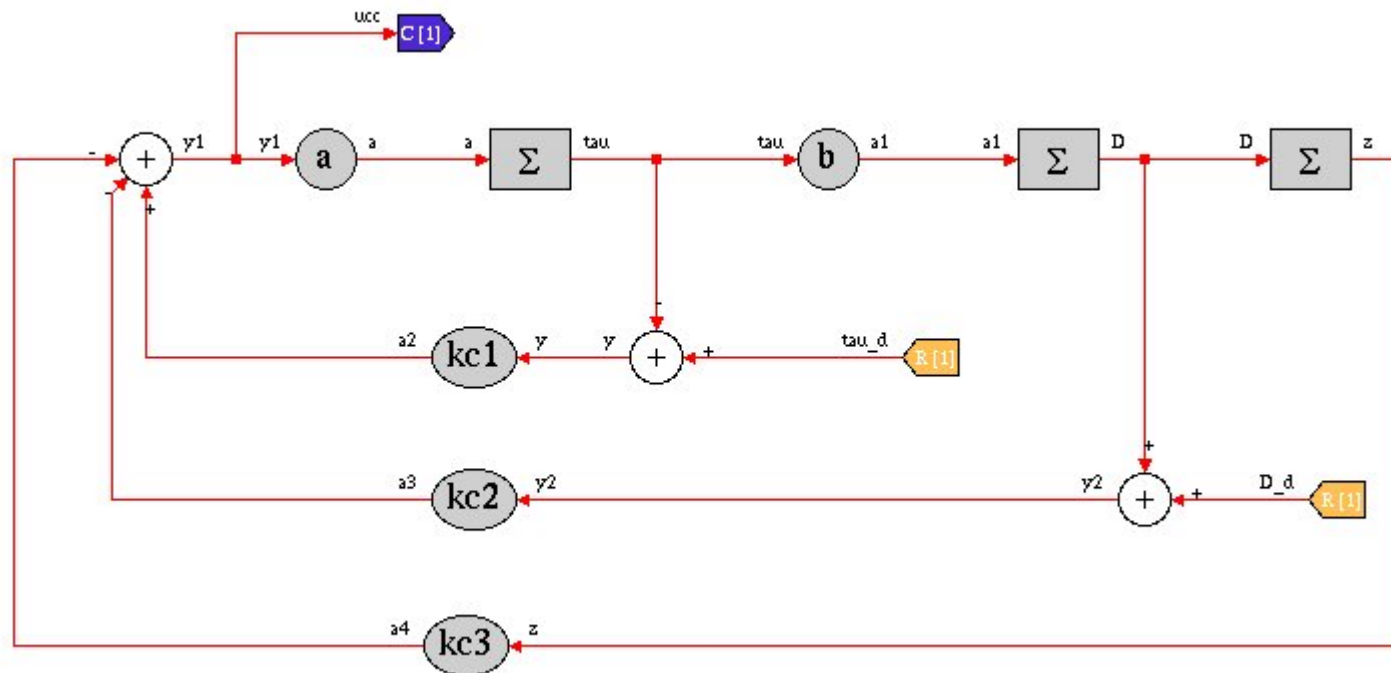 ucc
C [1]
- + y1 y1 a a a Σ tau tau b a1 a1 Σ D D Σ z
-
+
-
a2 kc1 y y + + tau_d R [1]
+
a3 kc2 y2 + + D_d R [1]
a4 kc3 z